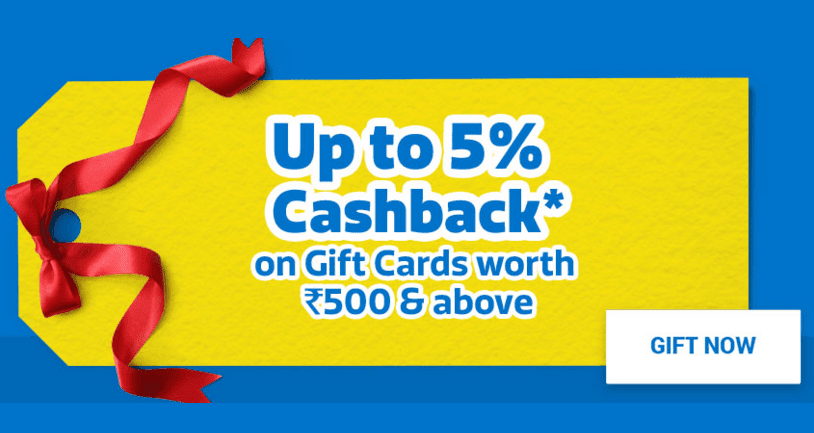 Up to 5%
Cashback*
on Gift Cards worth
₹500 & above
GIFT NOW